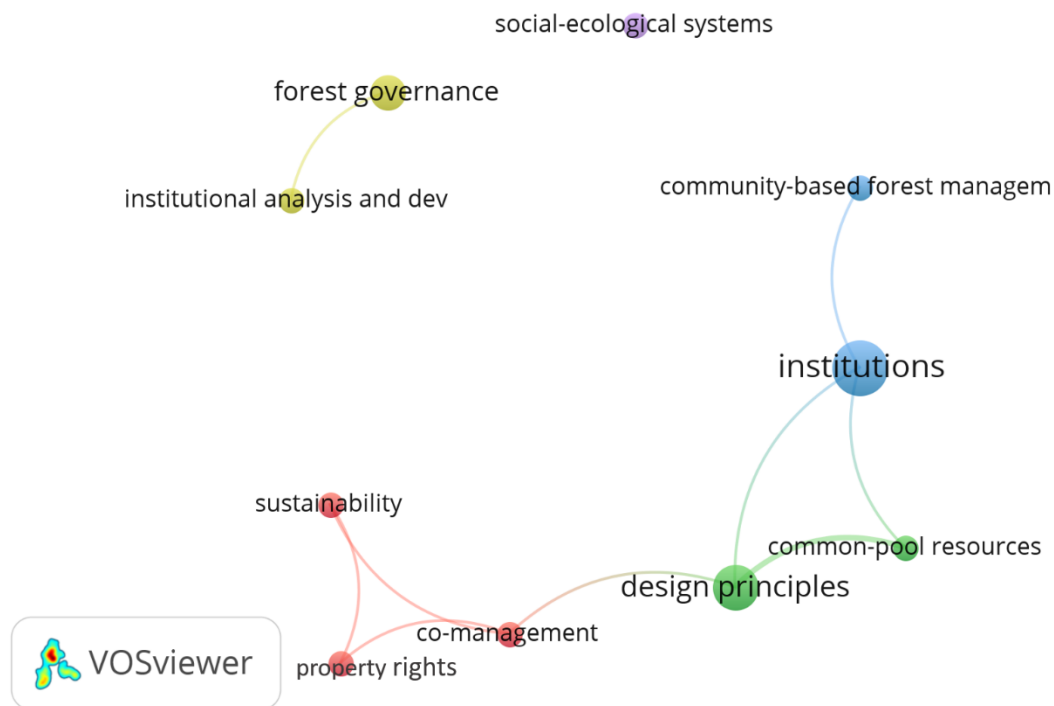 social-ecological systems
forest governance
institutional analysis and dev
community-based forest managem
institutions
sustainability
common-pool resources
design principles
co-management
property rights
VOSviewer